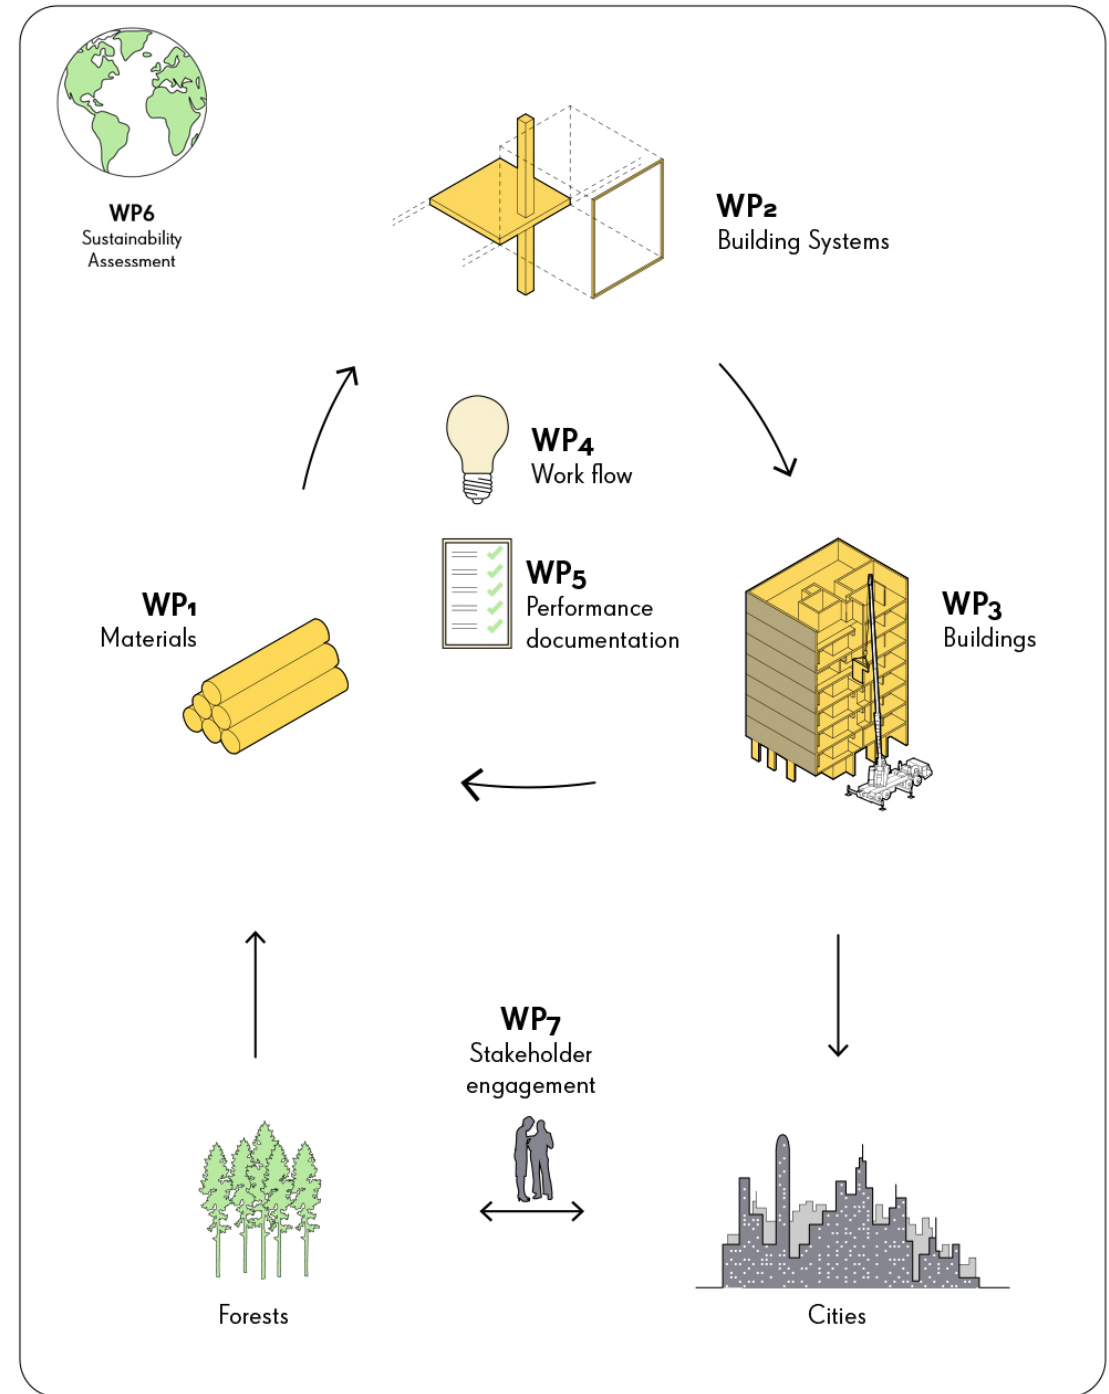 WP6
Sustainability
Assessment
WP2
Building Systems
WP4
Work flow
WP5
Performance
documentation
WP1
Materials
WP3
Buildings
WP7
Stakeholder
engagement
Forests
Cities